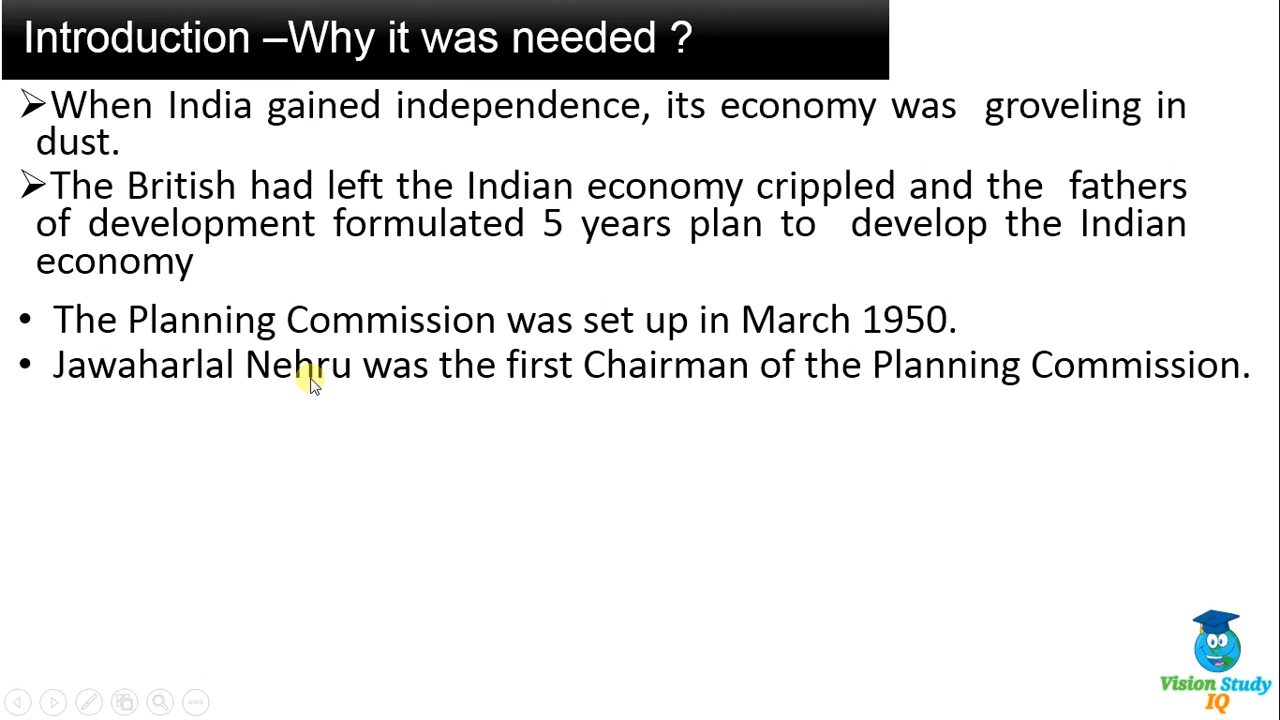 Introduction –Why it was needed ?
➢When India gained independence, its economy was groveling in
dust.
➢The British had left the Indian economy crippled and the fathers
of development formulated 5 years plan to develop the Indian
economy
• The Planning Commission was set up in March 1950.
• Jawaharlal Nehru was the first Chairman of the Planning Commission.
Vision Study
IQ